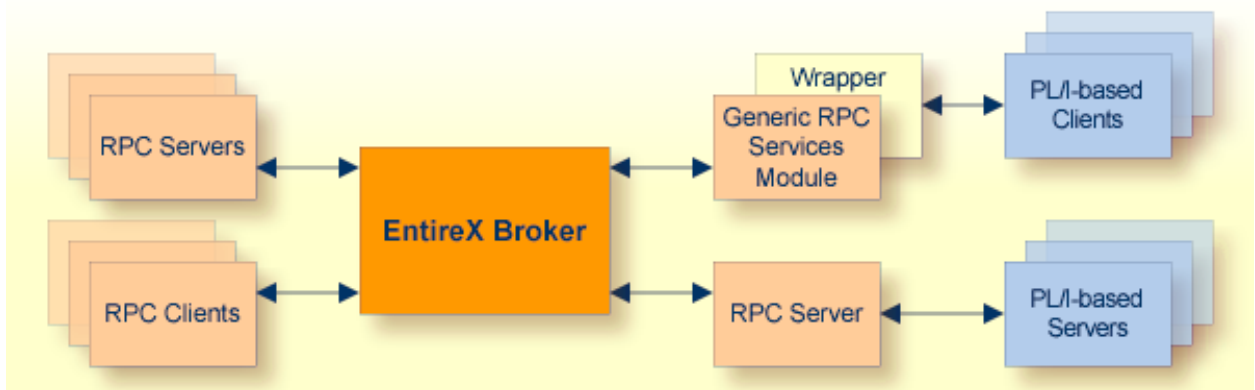 RPC Servers
RPC Clients
EntireX Broker
Wrapper
Generic RPC
Services
Module
PL/I-based
Clients
RPC Server
PL/I-based
Servers